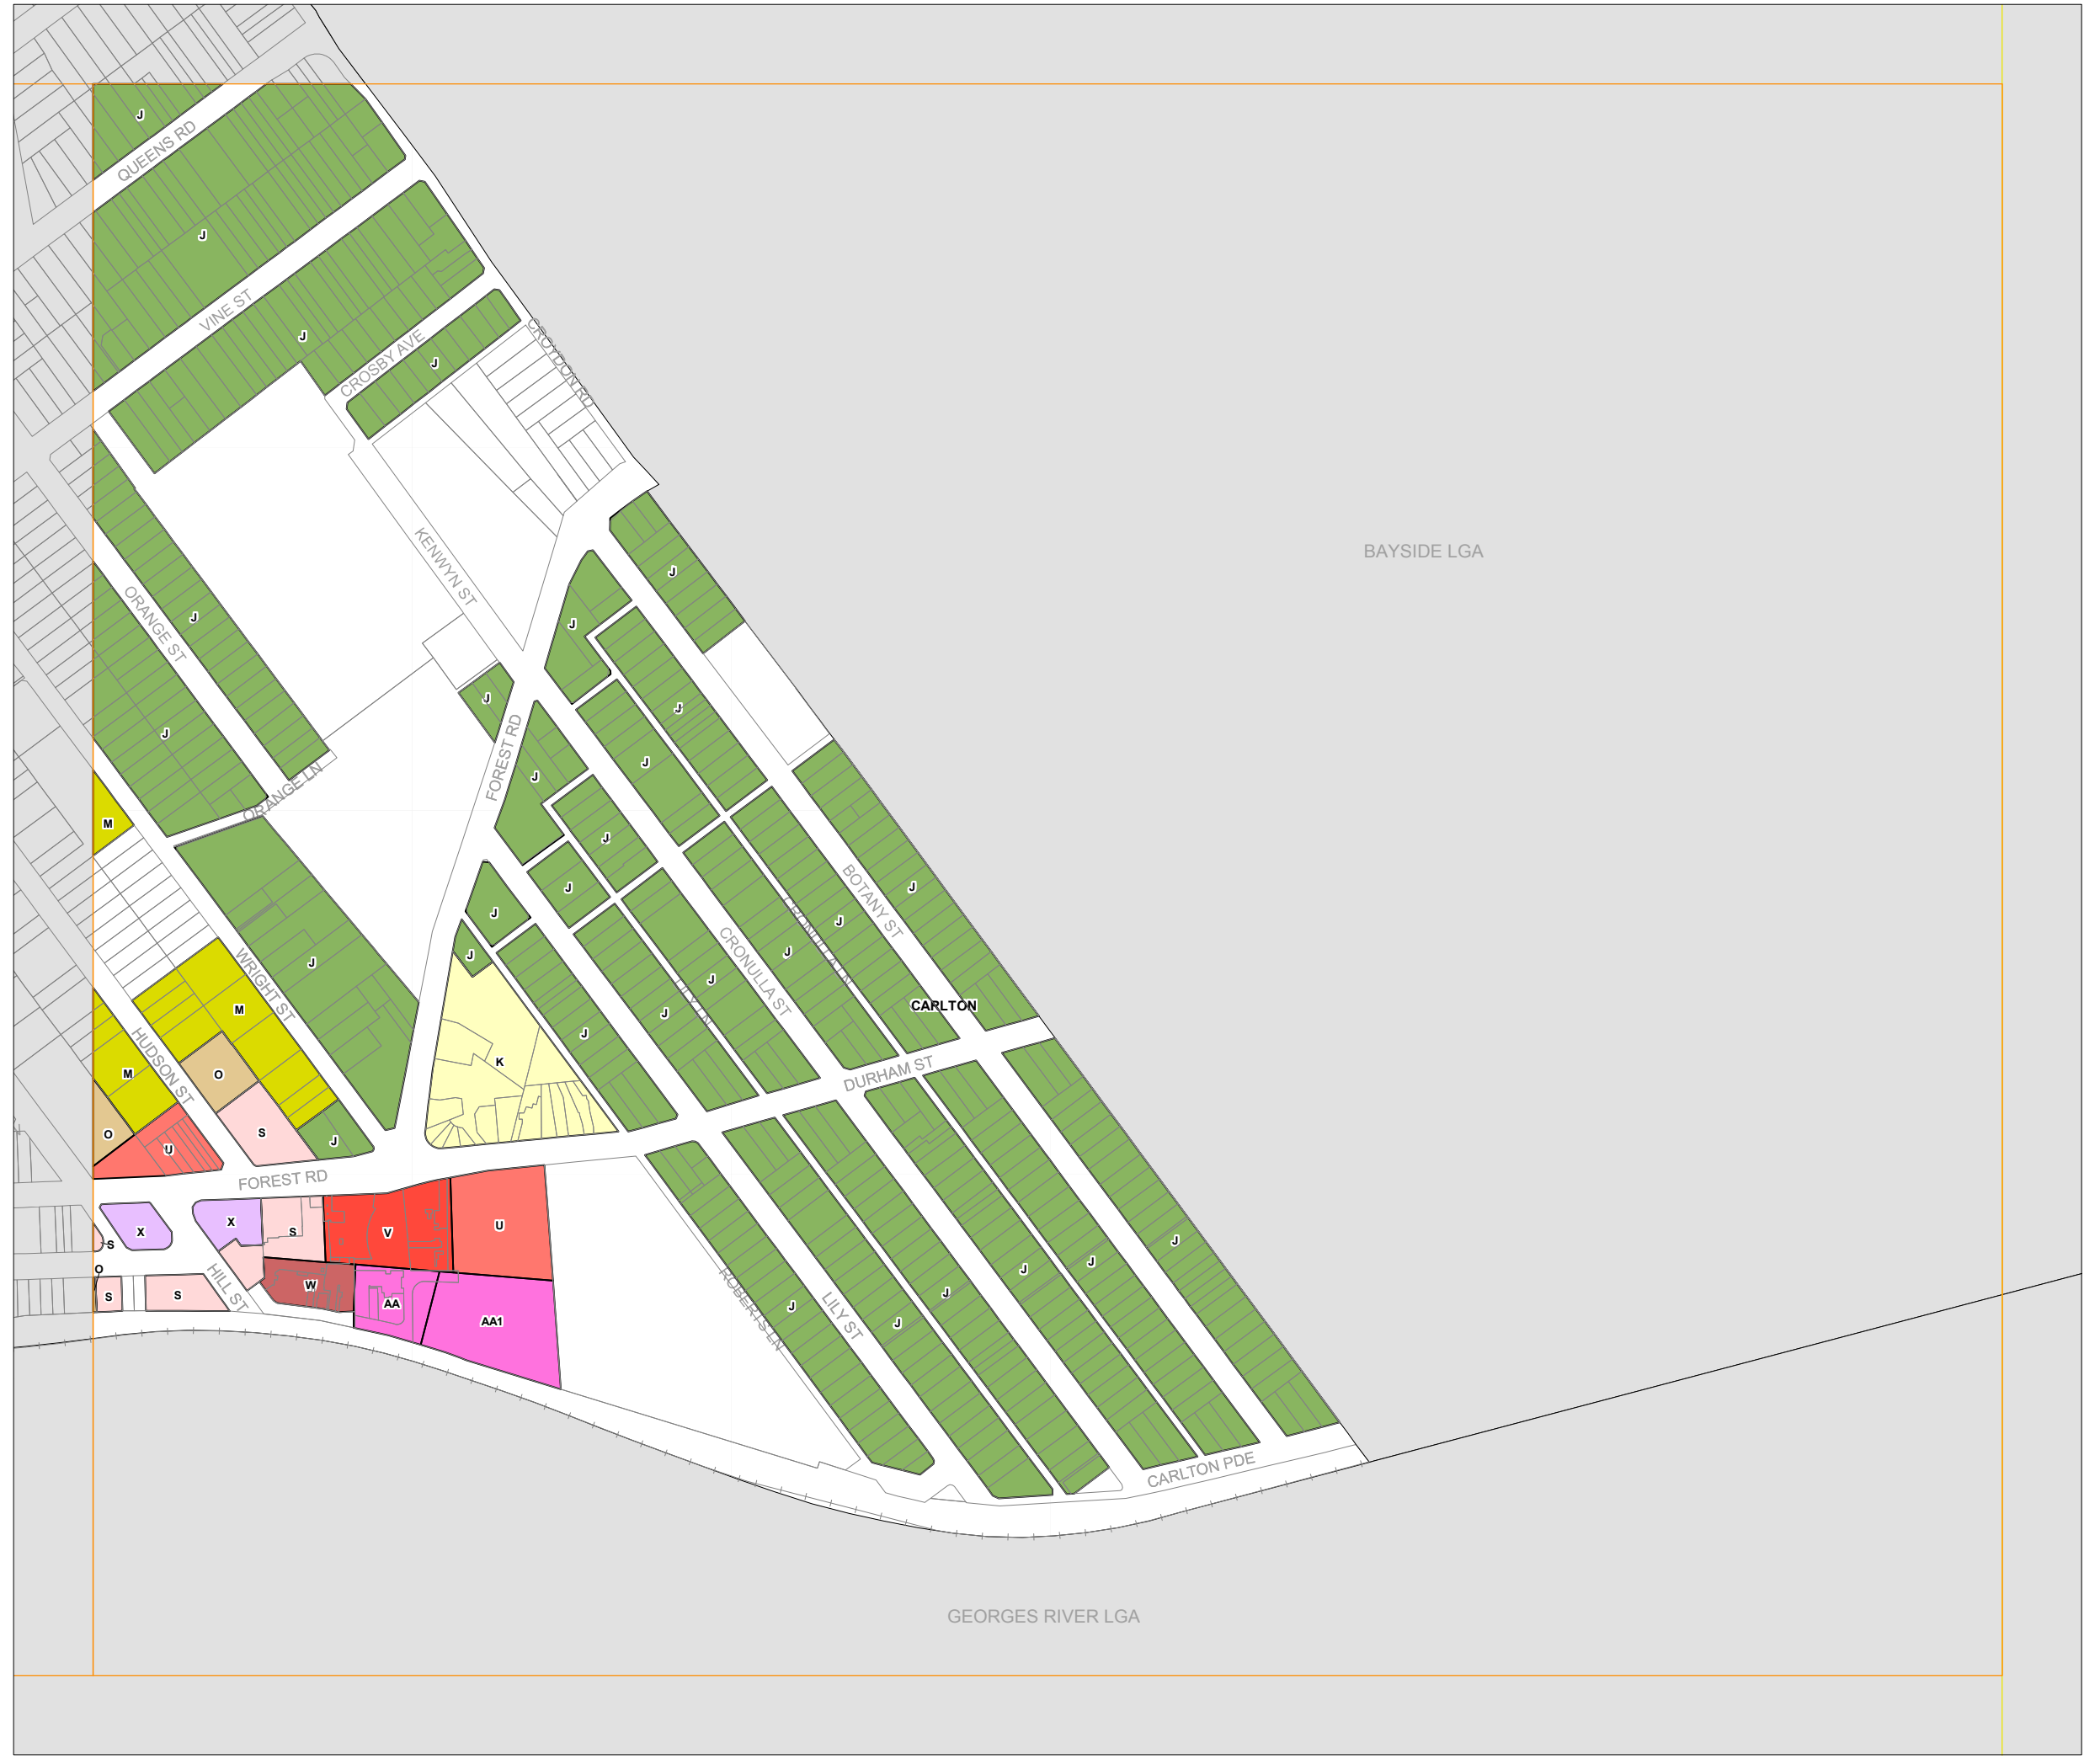 J
QUEENS RD
J
VINE ST
J
CROSBY AVE
J
CROYDON RD
KENWYN ST
BAYSIDE LGA
J
ORANGE ST
J
J
J
J
J
FOREST RD
J
J
J
ORANGE LN
M
J
J
J
BOTANY ST
J
J
CRONULLA LN
J
J
J
WRIGHT ST
CRONULLA ST
J
LILY LN
J
M
CARLTON
J
K
HUDSON ST
M
O
DURHAM ST
O
S
J
U
FOREST RD
X
X
S
V
U
S
J
O
HILL ST
S
S
W
AA
AA1
ROBERTS LN
J
LILY ST
J
J
J
J
CARLTON PDE
GEORGES RIVER LGA